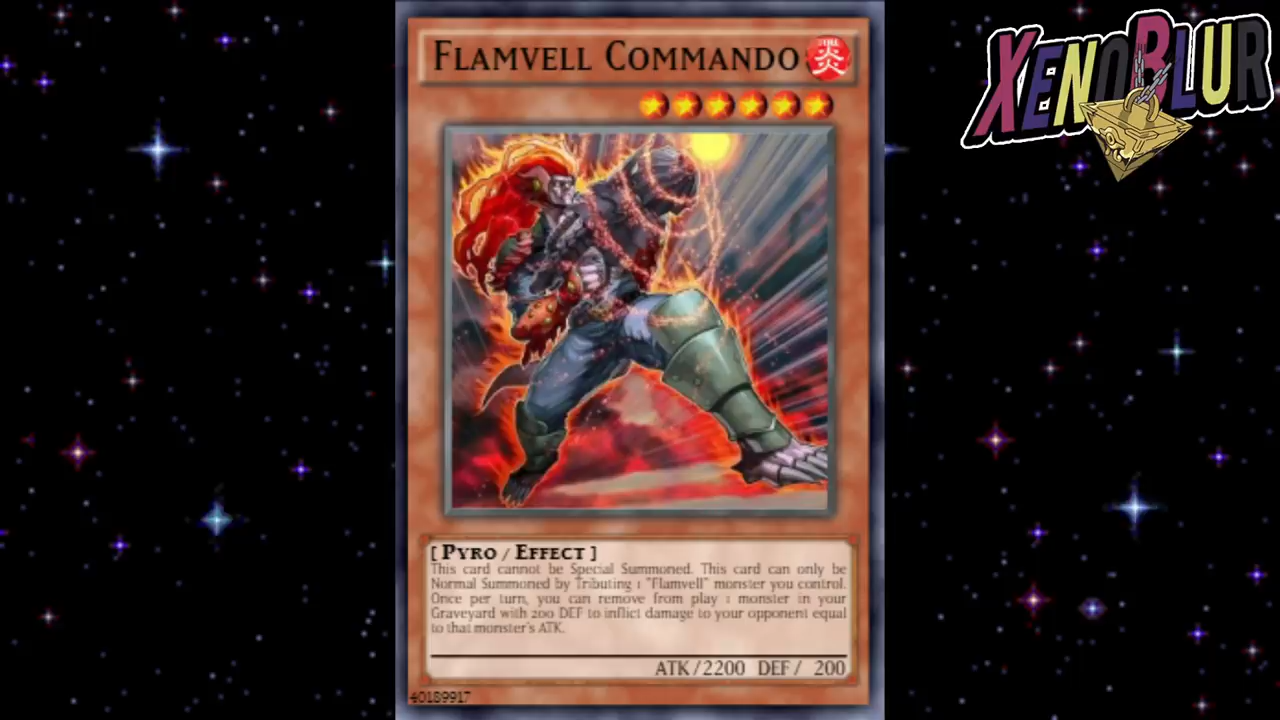 XENOBLUR
FLAMVELL COMMANDO
炎
[ PYRO / EFFECT ]
This card cannot be Special Summoned. This card can only be
Normal Summoned by Tributing 1 "Flamvell" monster you control.
Once per turn, you can remove from play 1 monster in your
Graveyard with 200 DEF to inflict damage to your opponent equal
to that monster's ATK.
ATK/2200 DEF/ 200
40189917